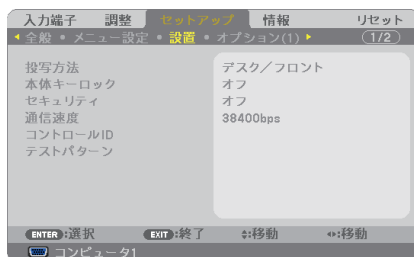 入力端子 調整 セットアップ 情報 リセット
全般 • メニュー設定 • 設置 • オプション(1) (1/2)
投写方法 デスク／フロント
本体キーロック オフ
セキュリティ オフ
通信速度 38400bps
コントロールID
テストパターン
ENTER:選択 EXIT:終了 :移動 :移動
コンピュータ1